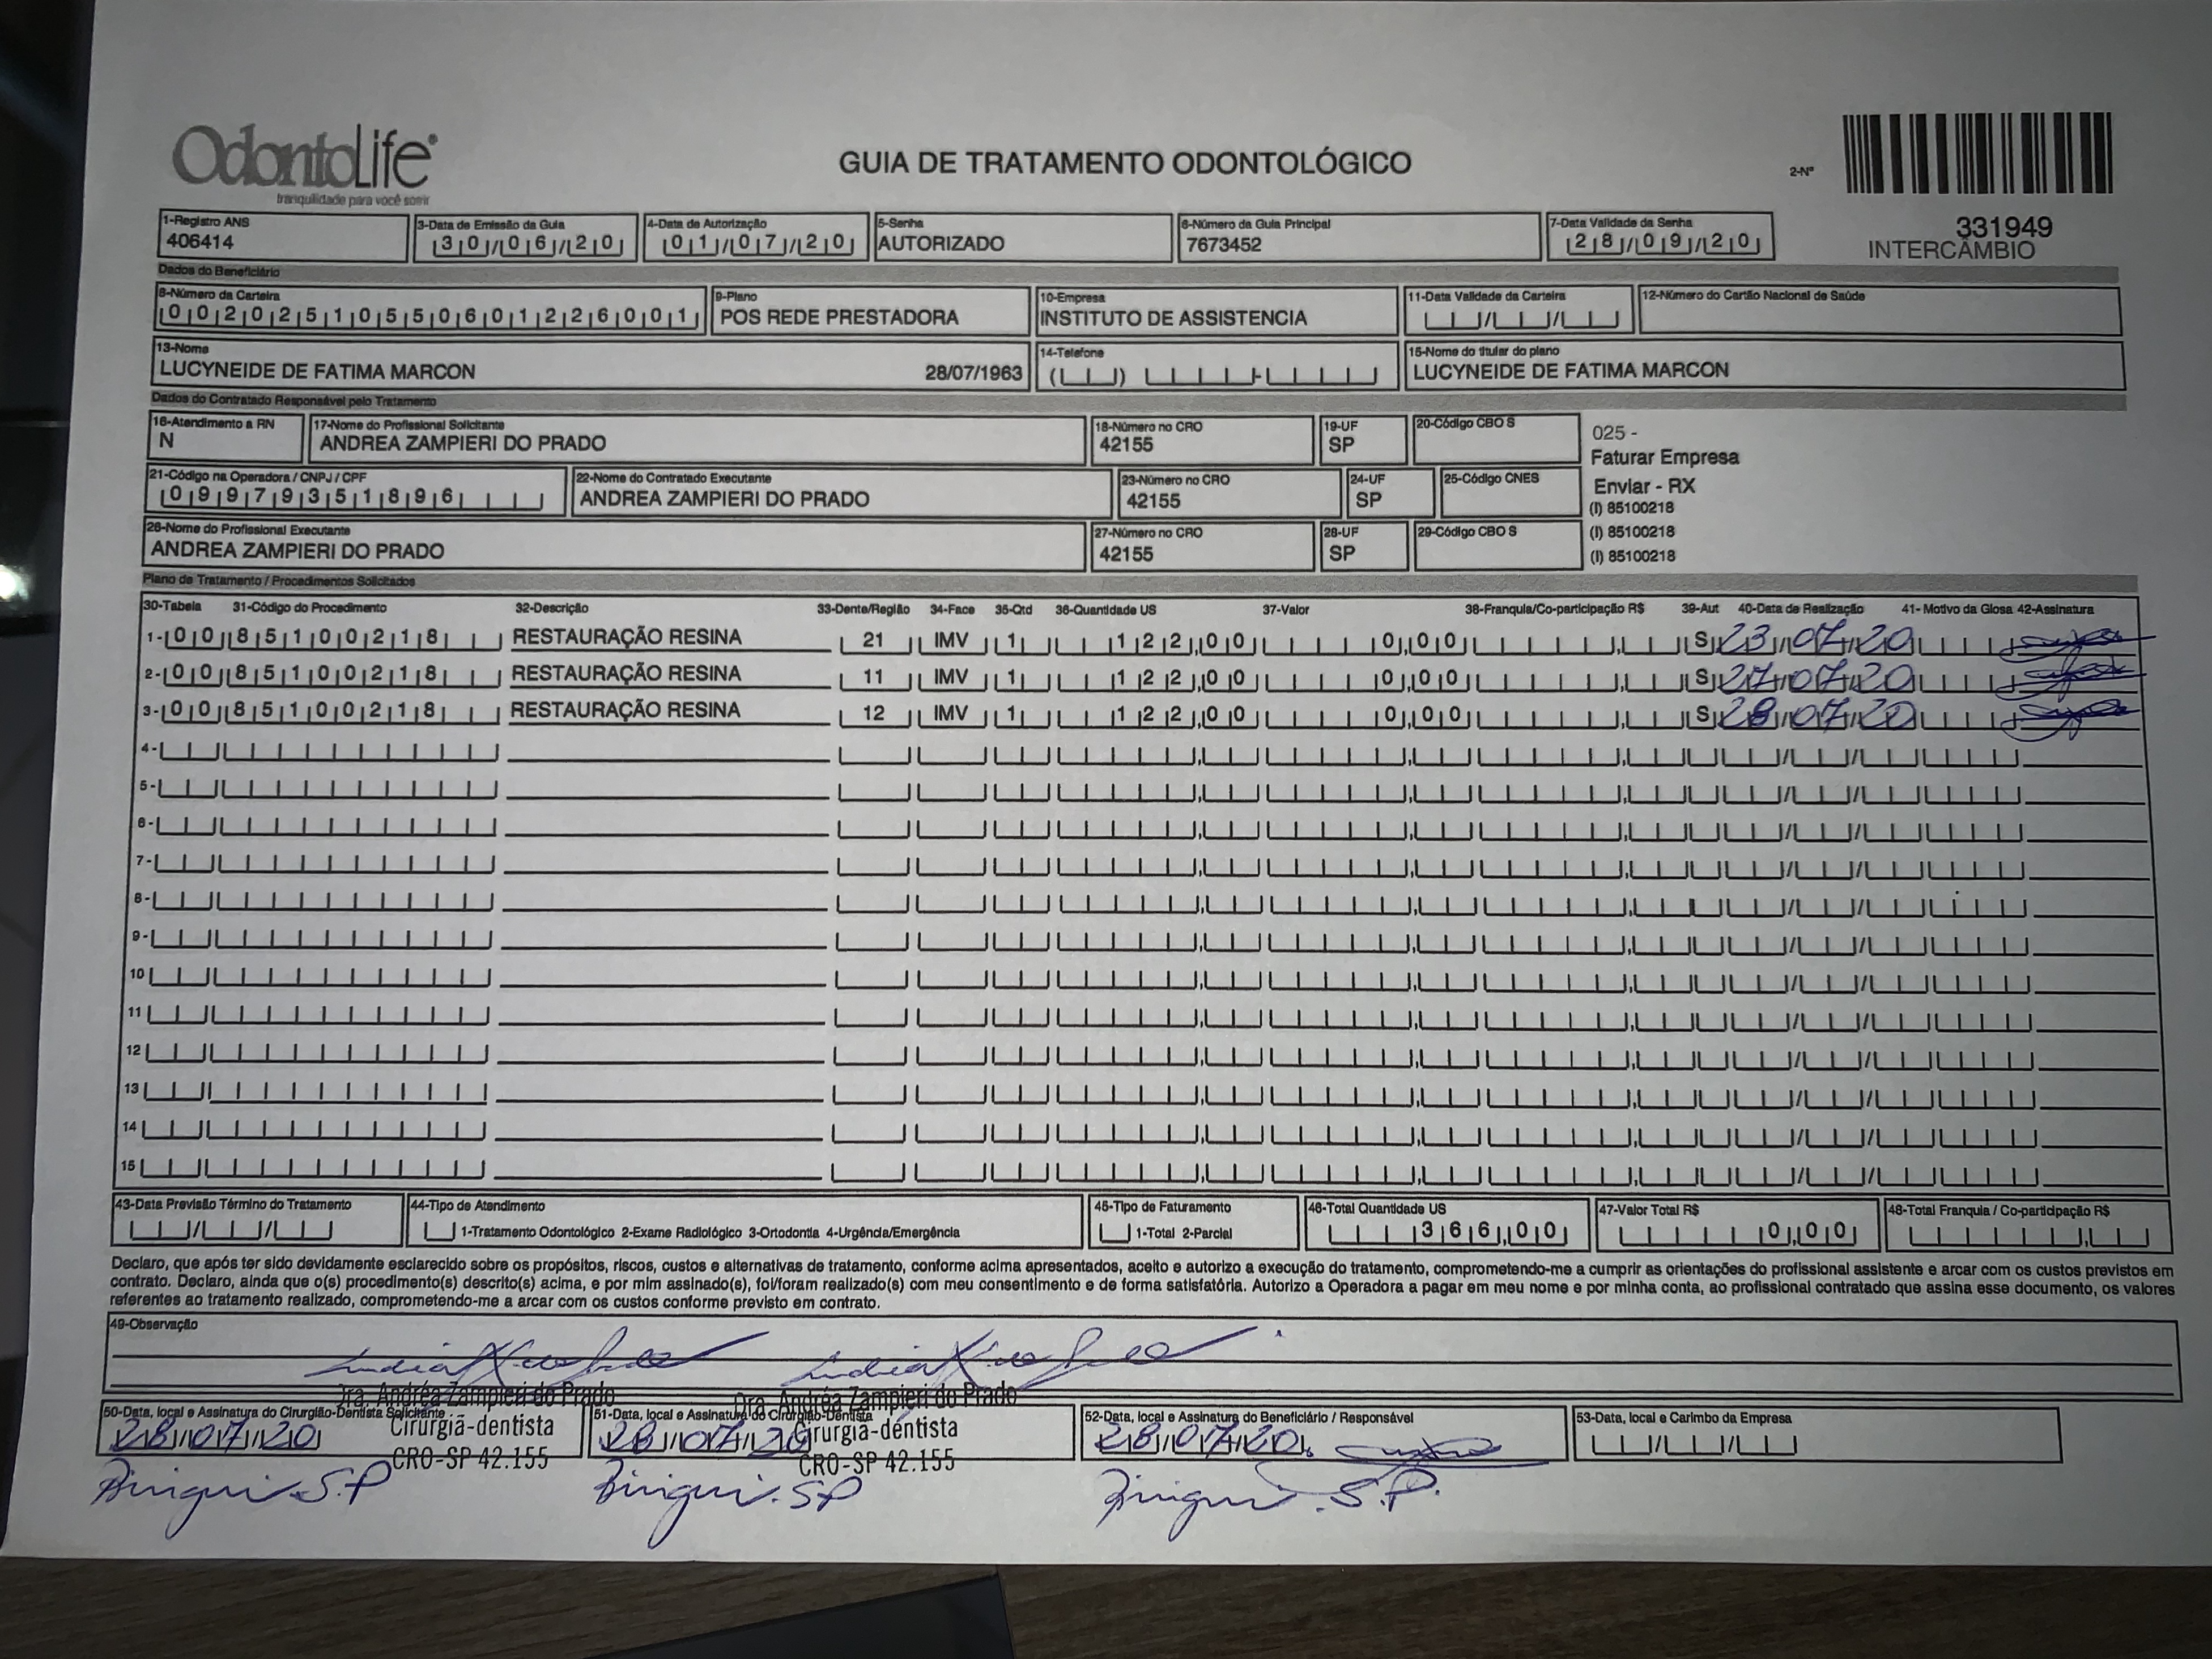 OdontoLife®
tranquilidade para você sorrir
GUIA DE TRATAMENTO ODONTOLÓGICO
2-Nº
331949
INTERCÂMBIO
1-Registro ANS
406414
3-Data de Emissão da Guia
30/06/20
4-Data de Autorização
01/07/20
5-Senha
AUTORIZADO
6-Número da Guia Principal
7673452
7-Data Validade da Senha
28/09/20
Dados do Beneficiário
8-Número da Carteira
00202510550601226001
9-Plano
POS REDE PRESTADORA
10-Empresa
INSTITUTO DE ASSISTENCIA
11-Data Validade da Carteira
12-Número do Cartão Nacional de Saúde
13-Nome
LUCYNEIDE DE FATIMA MARCON 28/07/1963
14-Telefone
15-Nome do titular do plano
LUCYNEIDE DE FATIMA MARCON
Dados do Contratado Responsável pelo Tratamento
16-Atendimento a RN
N
17-Nome do Profissional Solicitante
ANDREA ZAMPIERI DO PRADO
18-Número no CRO
42155
19-UF
SP
20-Código CBO S
025 -
Faturar Empresa
Enviar - RX
(I) 85100218
(I) 85100218
(I) 85100218
21-Código na Operadora / CNPJ / CPF
09979351896
22-Nome do Contratado Executante
ANDREA ZAMPIERI DO PRADO
23-Número no CRO
42155
24-UF
SP
25-Código CNES
26-Nome do Profissional Executante
ANDREA ZAMPIERI DO PRADO
27-Número no CRO
42155
28-UF
SP
29-Código CBO S
Plano de Tratamento / Procedimentos Solicitados
30-Tabela 31-Código do Procedimento 32-Descrição 33-Dente/Região 34-Face 35-Qtd 36-Quantidade US 37-Valor 38-Franquia/Co-participação R$ 39-Aut 40-Data de Realização 41- Motivo da Glosa 42-Assinatura
1- 00 85100218 RESTAURAÇÃO RESINA 21 IMV 1 122,00 0,00 S 23/07/20
2- 00 85100218 RESTAURAÇÃO RESINA 11 IMV 1 122,00 0,00 S 27/07/20
3- 00 85100218 RESTAURAÇÃO RESINA 12 IMV 1 122,00 0,00 S 28/07/20
4-
5-
6-
7-
8-
9-
10
11
12
13
14
15
43-Data Previsão Término do Tratamento
44-Tipo de Atendimento
1-Tratamento Odontológico 2-Exame Radiológico 3-Ortodontia 4-Urgência/Emergência
45-Tipo de Faturamento
1-Total 2-Parcial
46-Total Quantidade US
366,00
47-Valor Total R$
0,00
48-Total Franquia / Co-participação R$
Declaro, que após ter sido devidamente esclarecido sobre os propósitos, riscos, custos e alternativas de tratamento, conforme acima apresentados, aceito e autorizo a execução do tratamento, comprometendo-me a cumprir as orientações do profissional assistente e arcar com os custos previstos em
contrato. Declaro, ainda que o(s) procedimento(s) descrito(s) acima, e por mim assinado(s), foi/foram realizado(s) com meu consentimento e de forma satisfatória. Autorizo a Operadora a pagar em meu nome e por minha conta, ao profissional contratado que assina esse documento, os valores
referentes ao tratamento realizado, comprometendo-me a arcar com os custos conforme previsto em contrato.
49-Observação
50-Data, local e Assinatura do Cirurgião-Dentista Solicitante
28/07/20
Dra. Andréa Zampieri do Prado
Cirurgiã-dentista
CRO-SP 42.155
Birigui. S.P
51-Data, local e Assinatura do Cirurgião-Dentista
28/07/20
Dra. Andréa Zampieri do Prado
Cirurgiã-dentista
CRO-SP 42.155
Birigui. SP
52-Data, local e Assinatura do Beneficiário / Responsável
28/07/20.
Birigui. S.P.
53-Data, local e Carimbo da Empresa